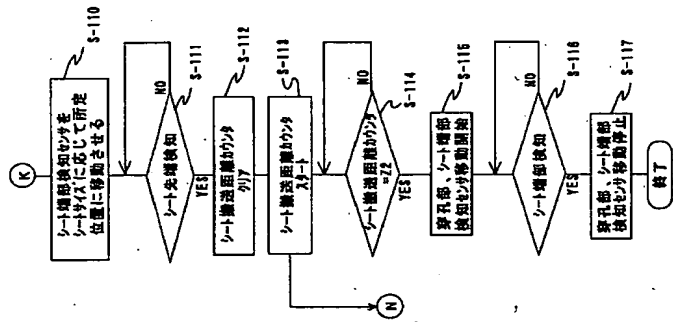 K
S-110
シート端部検知センサを
シートサイズに応じて所定
位置に移動させる
S-111
シート先端検知
NO
YES
S-112
シート搬送距離カウンタ
クリア
S-113
シート搬送距離カウンタ
スタート
N
S-114
シート搬送距離カウンタ
=Z2
NO
YES
S-115
穿孔部、シート端部
検知センサ移動開始
S-116
シート端部検知
NO
YES
S-117
穿孔部、シート端部
検知センサ移動停止
終了